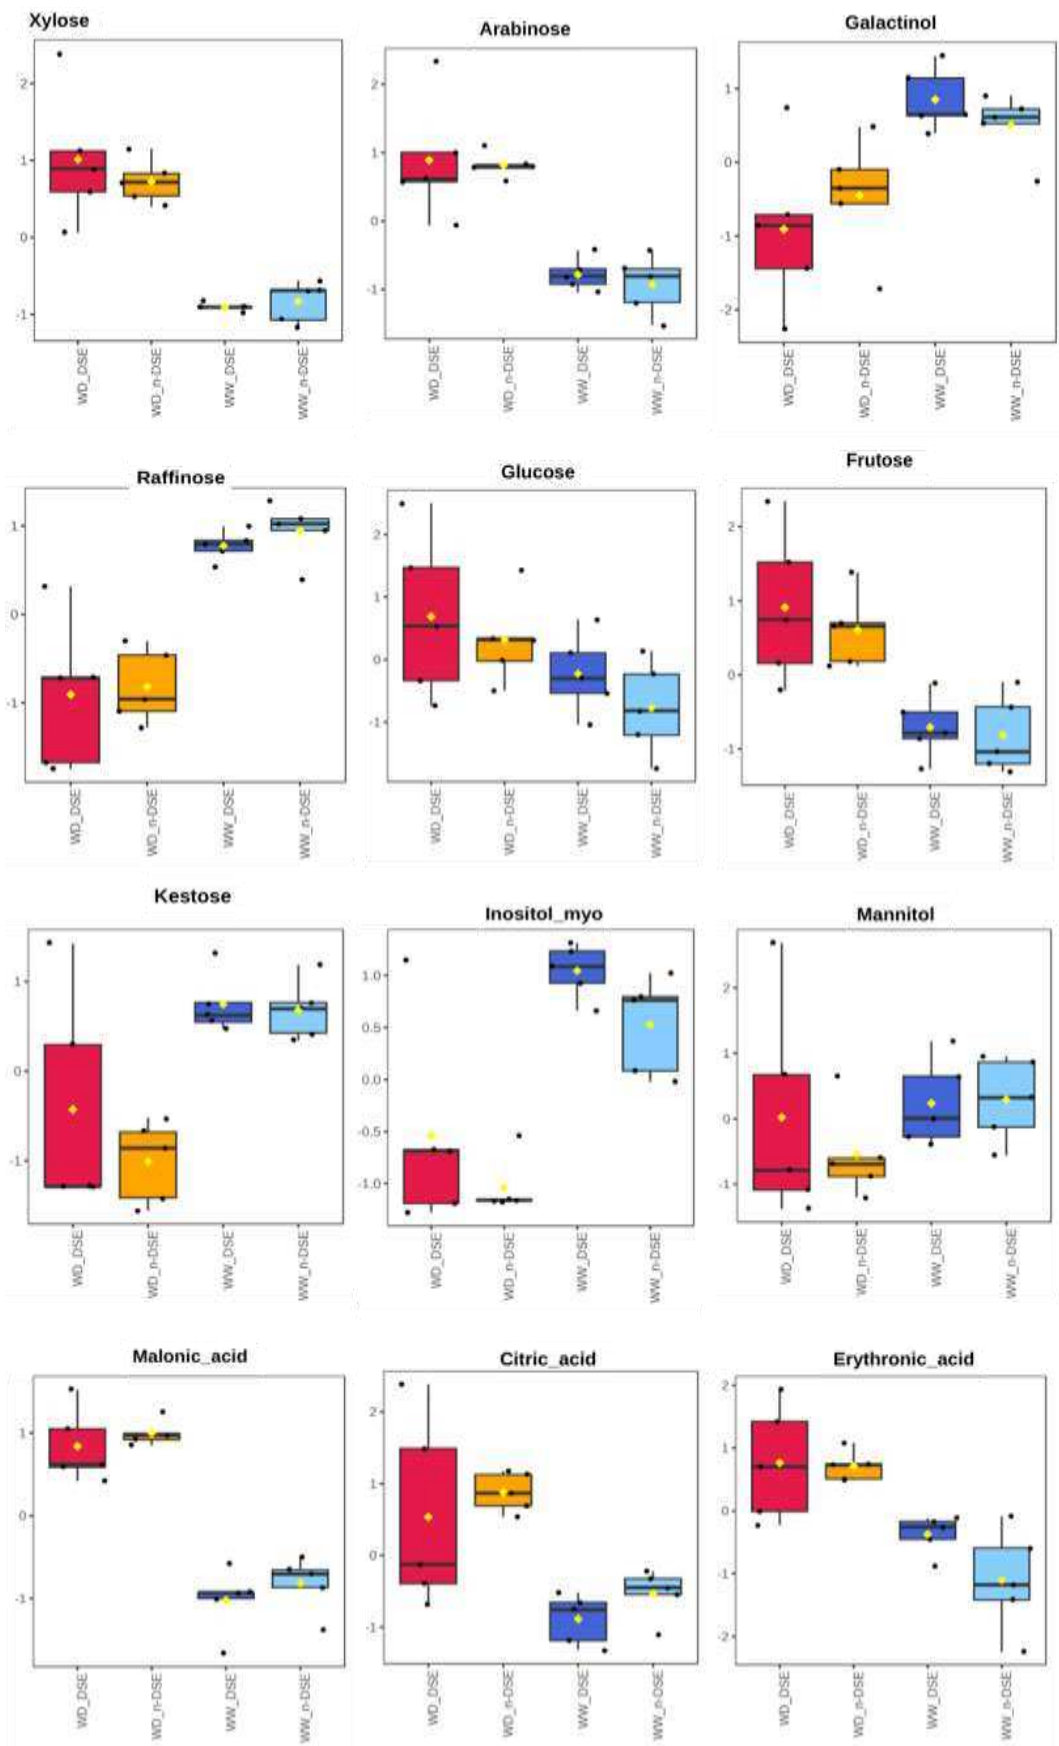 Xylose
2
1
0
-1
WD_DSE
WD_n-DSE
WW_DSE
WW_n-DSE
Arabinose
2
1
0
-1
WD_DSE
WD_n-DSE
WW_DSE
WW_n-DSE
Galactinol
1
0
-1
-2
WD_DSE
WD_n-DSE
WW_DSE
WW_n-DSE
Raffinose
1
0
-1
WD_DSE
WD_n-DSE
WW_DSE
WW_n-DSE
Glucose
2
1
0
-1
WD_DSE
WD_n-DSE
WW_DSE
WW_n-DSE
Frutose
2
1
0
-1
WD_DSE
WD_n-DSE
WW_DSE
WW_n-DSE
Kestose
1
0
-1
WD_DSE
WD_n-DSE
WW_DSE
WW_n-DSE
Inositol_myo
1.0
0.5
0.0
-0.5
-1.0
WD_DSE
WD_n-DSE
WW_DSE
WW_n-DSE
Mannitol
2
1
0
-1
WD_DSE
WD_n-DSE
WW_DSE
WW_n-DSE
Malonic_acid
1
0
-1
WD_DSE
WD_n-DSE
WW_DSE
WW_n-DSE
Citric_acid
2
1
0
-1
WD_DSE
WD_n-DSE
WW_DSE
WW_n-DSE
Erythronic_acid
2
1
0
-1
-2
WD_DSE
WD_n-DSE
WW_DSE
WW_n-DSE